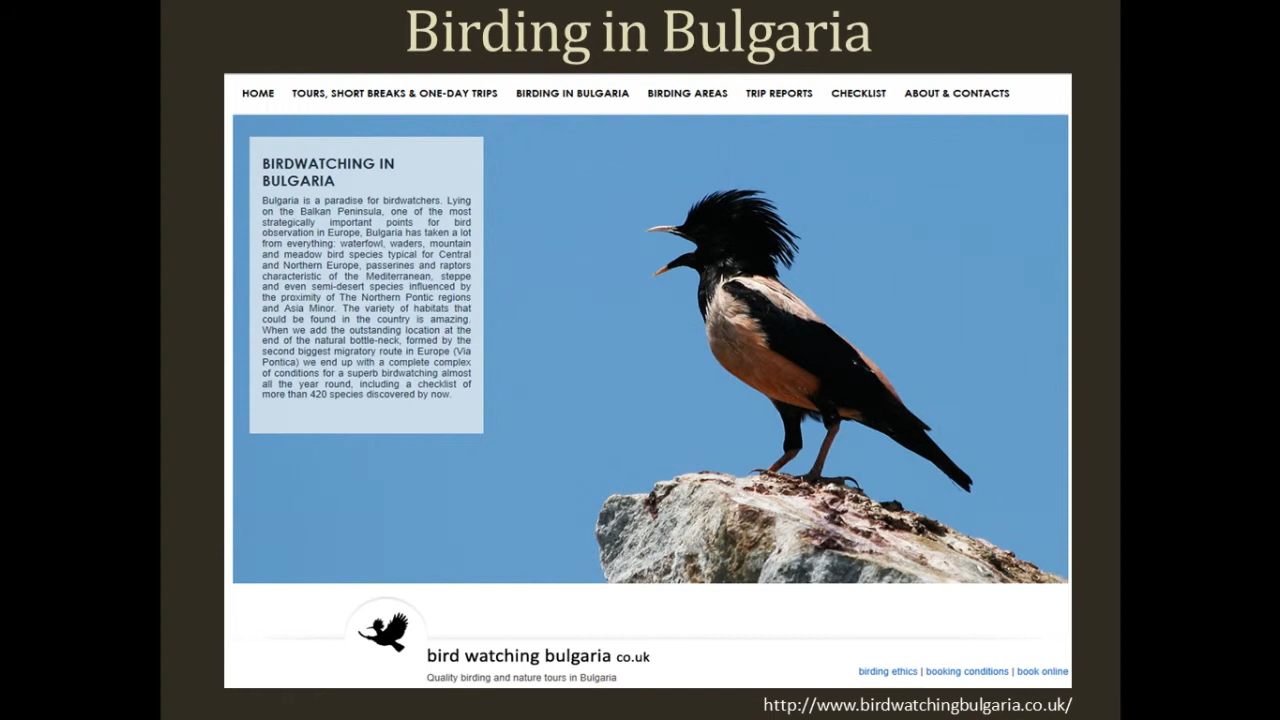 Birding in Bulgaria
HOME TOURS, SHORT BREAKS & ONE-DAY TRIPS BIRDING IN BULGARIA BIRDING AREAS TRIP REPORTS CHECKLIST ABOUT & CONTACTS
BIRDWATCHING IN
BULGARIA
Bulgaria is a paradise for birdwatchers. Lying
on the Balkan Peninsula, one of the most
strategically important points for bird
observation in Europe, Bulgaria has taken a lot
from everything: waterfowl, waders, mountain
and meadow bird species typical for Central
and Northern Europe, passerines and raptors
characteristic of the Mediterranean, steppe
and even semi-desert species influenced by
the proximity of The Northern Pontic regions
and Asia Minor. The variety of habitats that
could be found in the country is amazing.
When we add the outstanding location at the
end of the natural bottle-neck, formed by the
second biggest migratory route in Europe (Via
Pontica) we end up with a complete complex
of conditions for a superb birdwatching almost
all the year round, including a checklist of
more than 420 species discovered by now.
bird watching bulgaria co.uk
Quality birding and nature tours in Bulgaria
birding ethics | booking conditions | book online
http://www.birdwatchingbulgaria.co.uk/